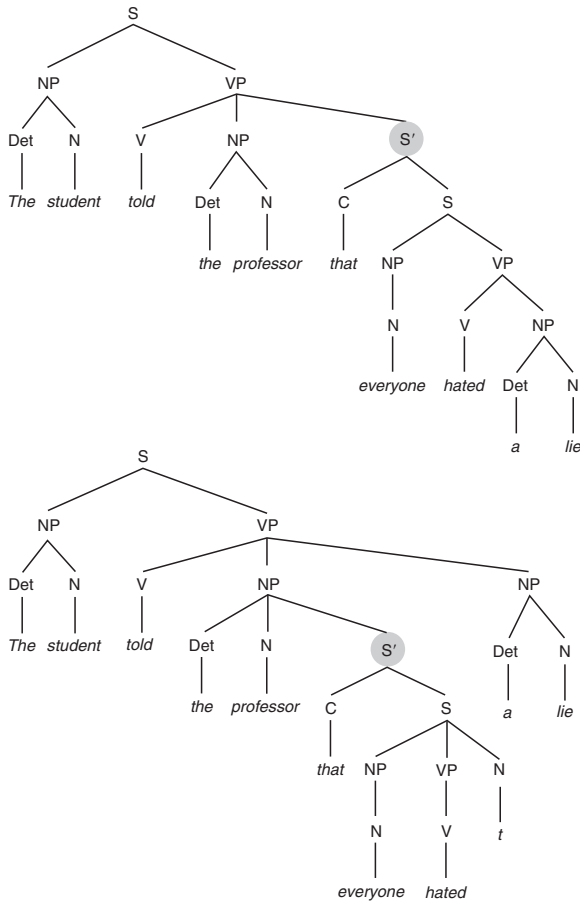 S
NP VP
Det N V NP S′
The student told Det N C S
the professor that NP VP
N V NP
everyone hated Det N
a lie
S
NP VP
Det N V NP NP
The student told Det N S′ Det N
the professor C S a lie
that NP VP N
N V t
everyone hated